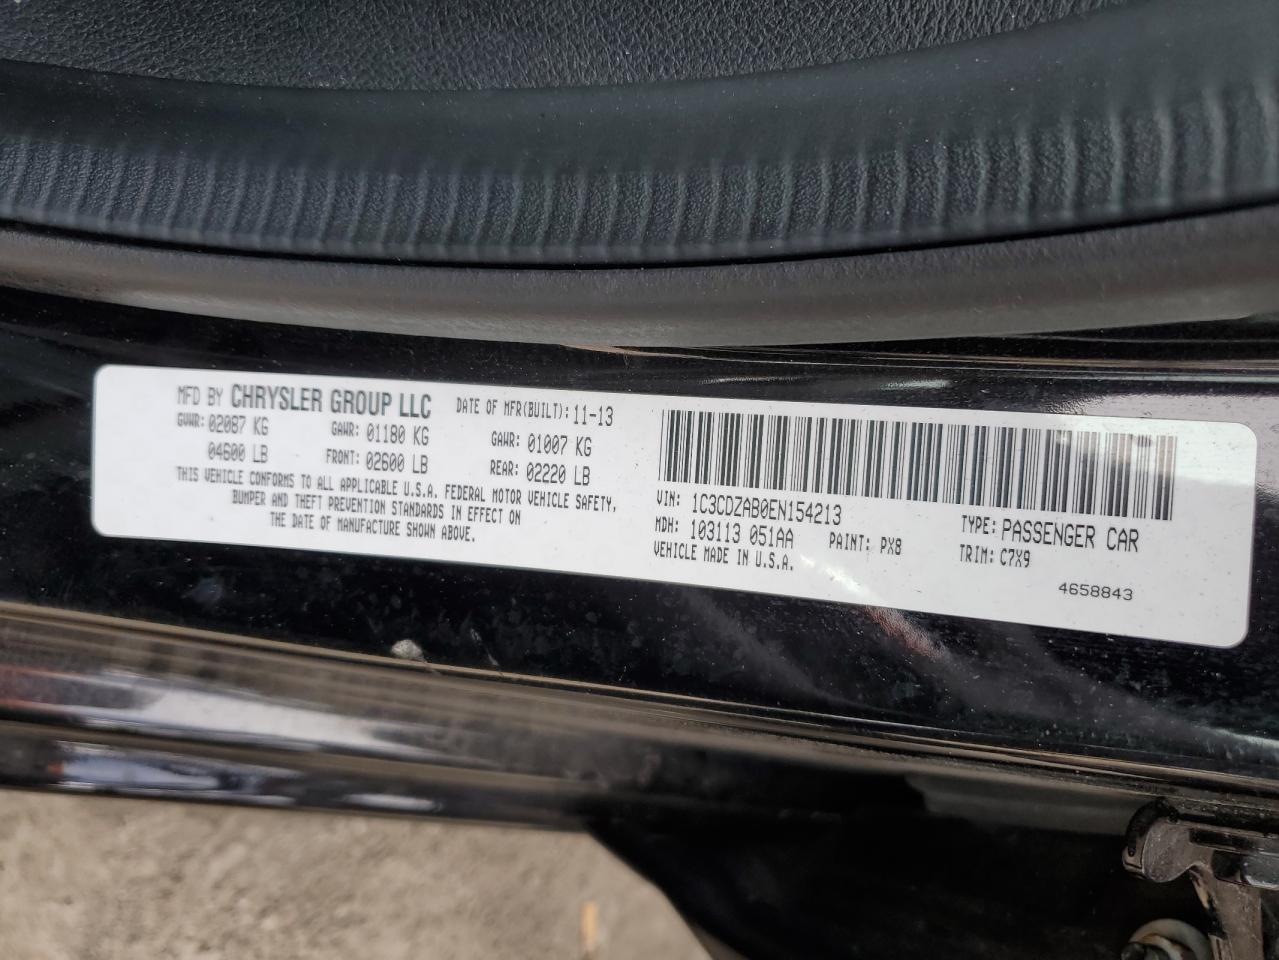 MFD BY CHRYSLER GROUP LLC DATE OF MFR(BUILT): 11-13
GVWR: 02087 KG GAWR: 01180 KG GAWR: 01007 KG
04600 LB FRONT: 02600 LB REAR: 02220 LB
THIS VEHICLE CONFORMS TO ALL APPLICABLE U.S.A. FEDERAL MOTOR VEHICLE SAFETY,
BUMPER AND THEFT PREVENTION STANDARDS IN EFFECT ON
THE DATE OF MANUFACTURE SHOWN ABOVE.
VIN: 1C3CDZAB0EN154213 TYPE: PASSENGER CAR
MDH: 103113 051AA PAINT: PX8 TRIM: C7X9
VEHICLE MADE IN U.S.A.
4658843